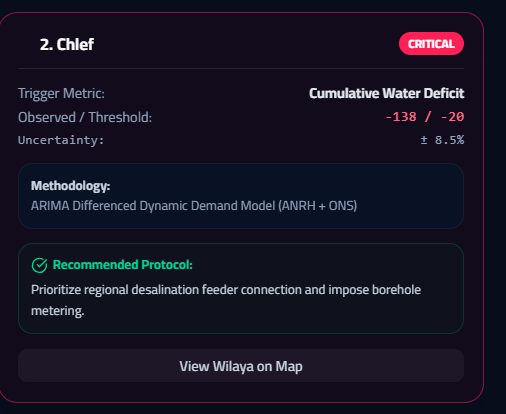 2. Chlef
CRITICAL
Trigger Metric: Cumulative Water Deficit
Observed / Threshold: -138 / -20
Uncertainty: ± 8.5%
Methodology:
ARIMA Differenced Dynamic Demand Model (ANRH + ONS)
Recommended Protocol:
Prioritize regional desalination feeder connection and impose borehole
metering.
View Wilaya on Map